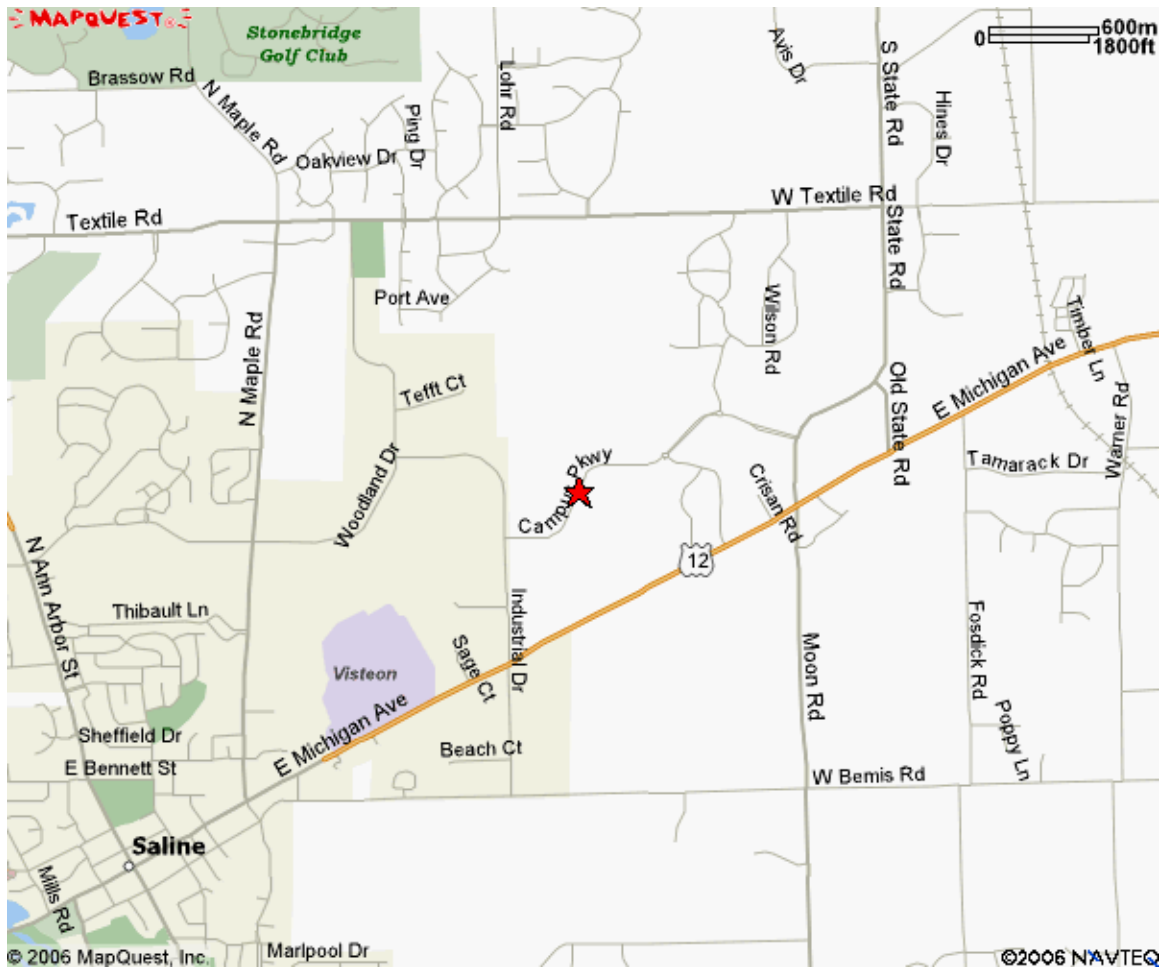 MAPQUEST
Stonebridge
Golf Club
Brassow Rd
N Maple Rd
Oakview Dr
Ping Dr
Lohr Rd
Avis Dr
S State Rd
Hines Dr
0
600m
1800ft
Textile Rd
W Textile Rd
State Rd
Port Ave
Wilson Rd
Timber Ln
N Maple Rd
Tefft Ct
Old State Rd
E Michigan Ave
Warner Rd
Woodland Dr
Campus Pkwy
Crisan Rd
Tamarack Dr
N Ann Arbor St
12
Thibault Ln
Industrial Dr
Sage Ct
Visteon
Moon Rd
Fosdick Rd
Poppy Ln
Sheffield Dr
E Michigan Ave
Beach Ct
E Bennett St
W Bemis Rd
Saline
Mills Rd
Marlpool Dr
© 2006 MapQuest, Inc.
©2006 NAVTEQ